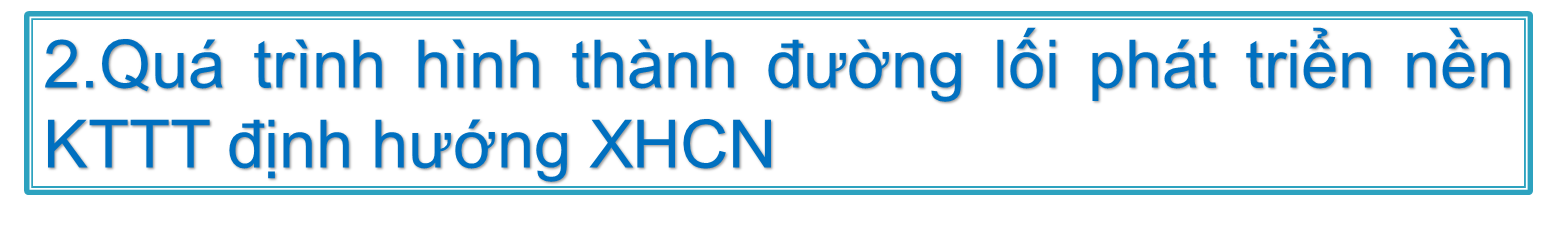 2.Quá trình hình thành đường lối phát triển nền
KTTT định hướng XHCN